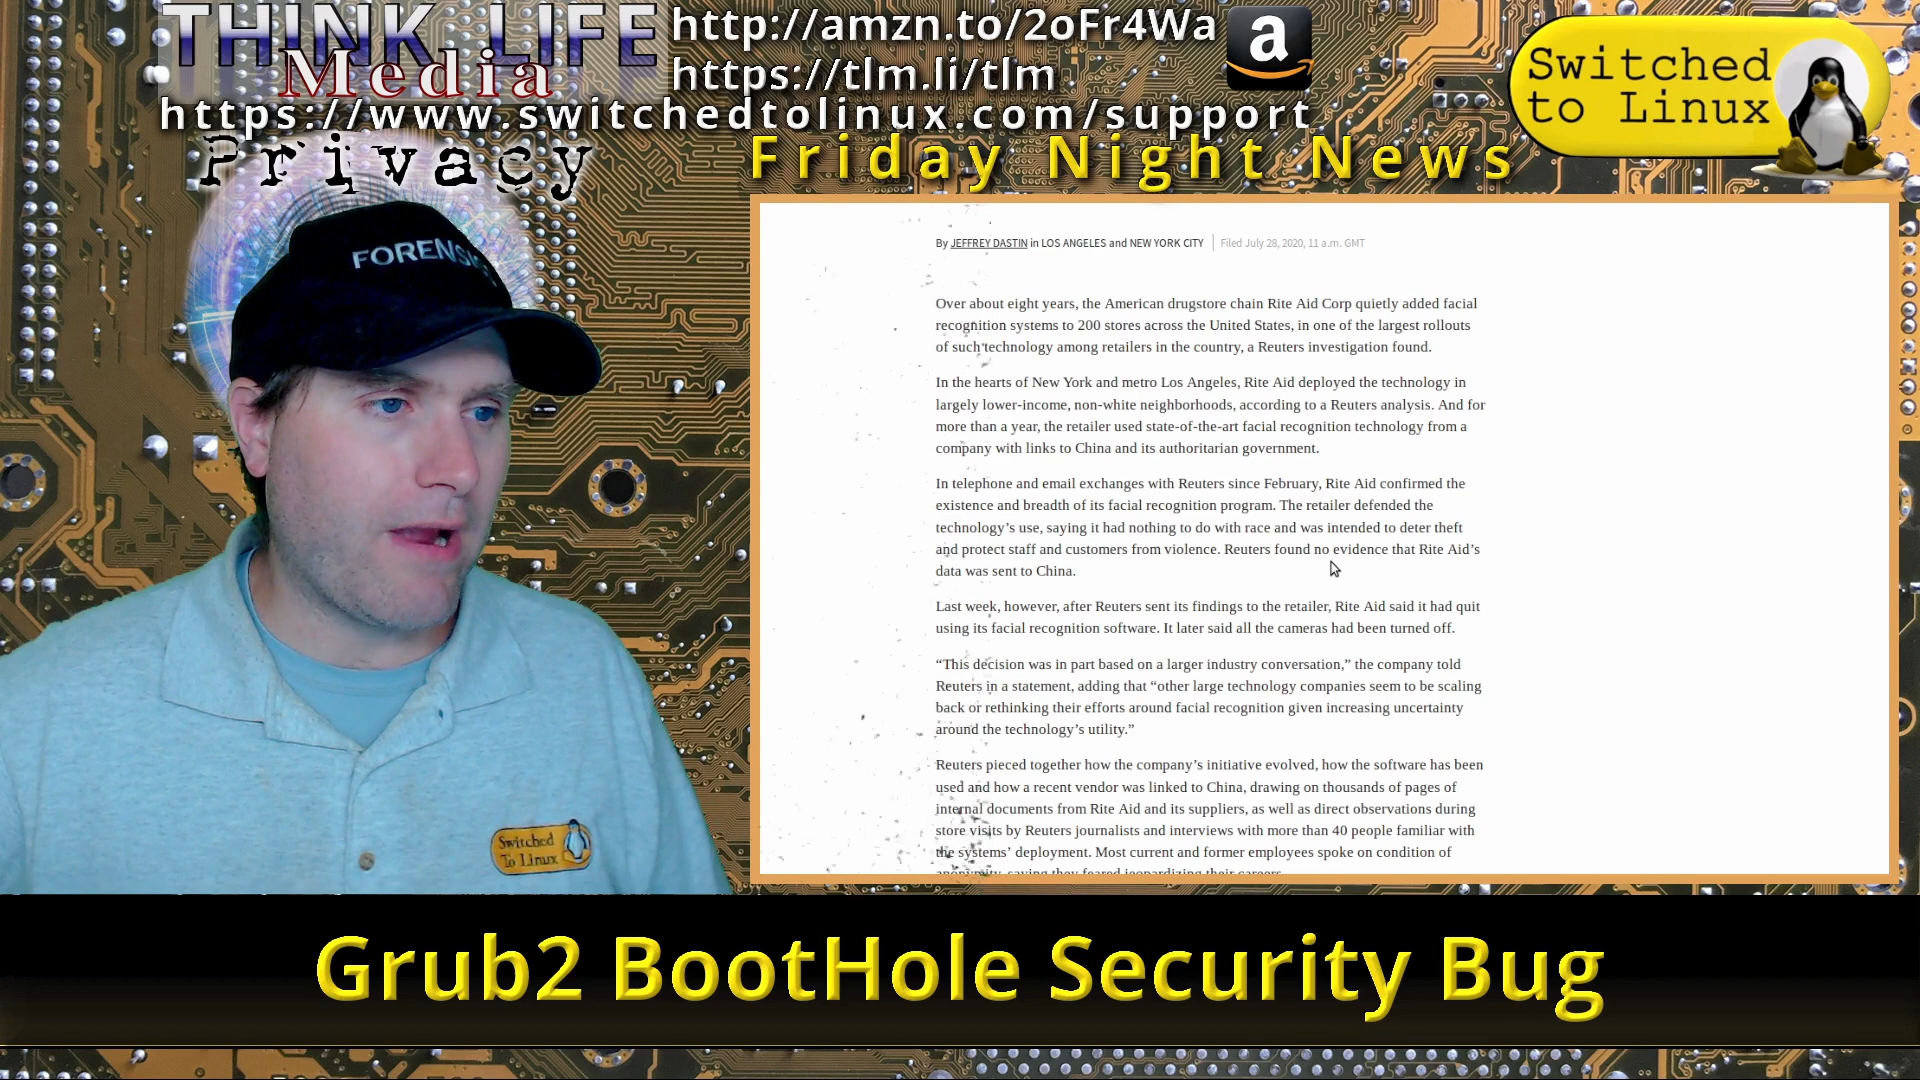 THINK LIFE
Media
http://amzn.to/2oFr4Wa
https://tlm.li/tlm
https://www.switchedtolinux.com/support
a
Switched
to Linux
Privacy
Friday Night News
FORENSIC
By JEFFREY DASTIN in LOS ANGELES and NEW YORK CITY | Filed July 28, 2020, 11 a.m. GMT
Over about eight years, the American drugstore chain Rite Aid Corp quietly added facial
recognition systems to 200 stores across the United States, in one of the largest rollouts
of such technology among retailers in the country, a Reuters investigation found.
In the hearts of New York and metro Los Angeles, Rite Aid deployed the technology in
largely lower-income, non-white neighborhoods, according to a Reuters analysis. And for
more than a year, the retailer used state-of-the-art facial recognition technology from a
company with links to China and its authoritarian government.
In telephone and email exchanges with Reuters since February, Rite Aid confirmed the
existence and breadth of its facial recognition program. The retailer defended the
technology’s use, saying it had nothing to do with race and was intended to deter theft
and protect staff and customers from violence. Reuters found no evidence that Rite Aid’s
data was sent to China.
Last week, however, after Reuters sent its findings to the retailer, Rite Aid said it had quit
using its facial recognition software. It later said all the cameras had been turned off.
“This decision was in part based on a larger industry conversation,” the company told
Reuters in a statement, adding that “other large technology companies seem to be scaling
back or rethinking their efforts around facial recognition given increasing uncertainty
around the technology’s utility.”
Reuters pieced together how the company’s initiative evolved, how the software has been
used and how a recent vendor was linked to China, drawing on thousands of pages of
internal documents from Rite Aid and its suppliers, as well as direct observations during
store visits by Reuters journalists and interviews with more than 40 people familiar with
the systems’ deployment. Most current and former employees spoke on condition of
anonymity, saying they feared jeopardizing their careers.
Switched
To Linux
Grub2 BootHole Security Bug